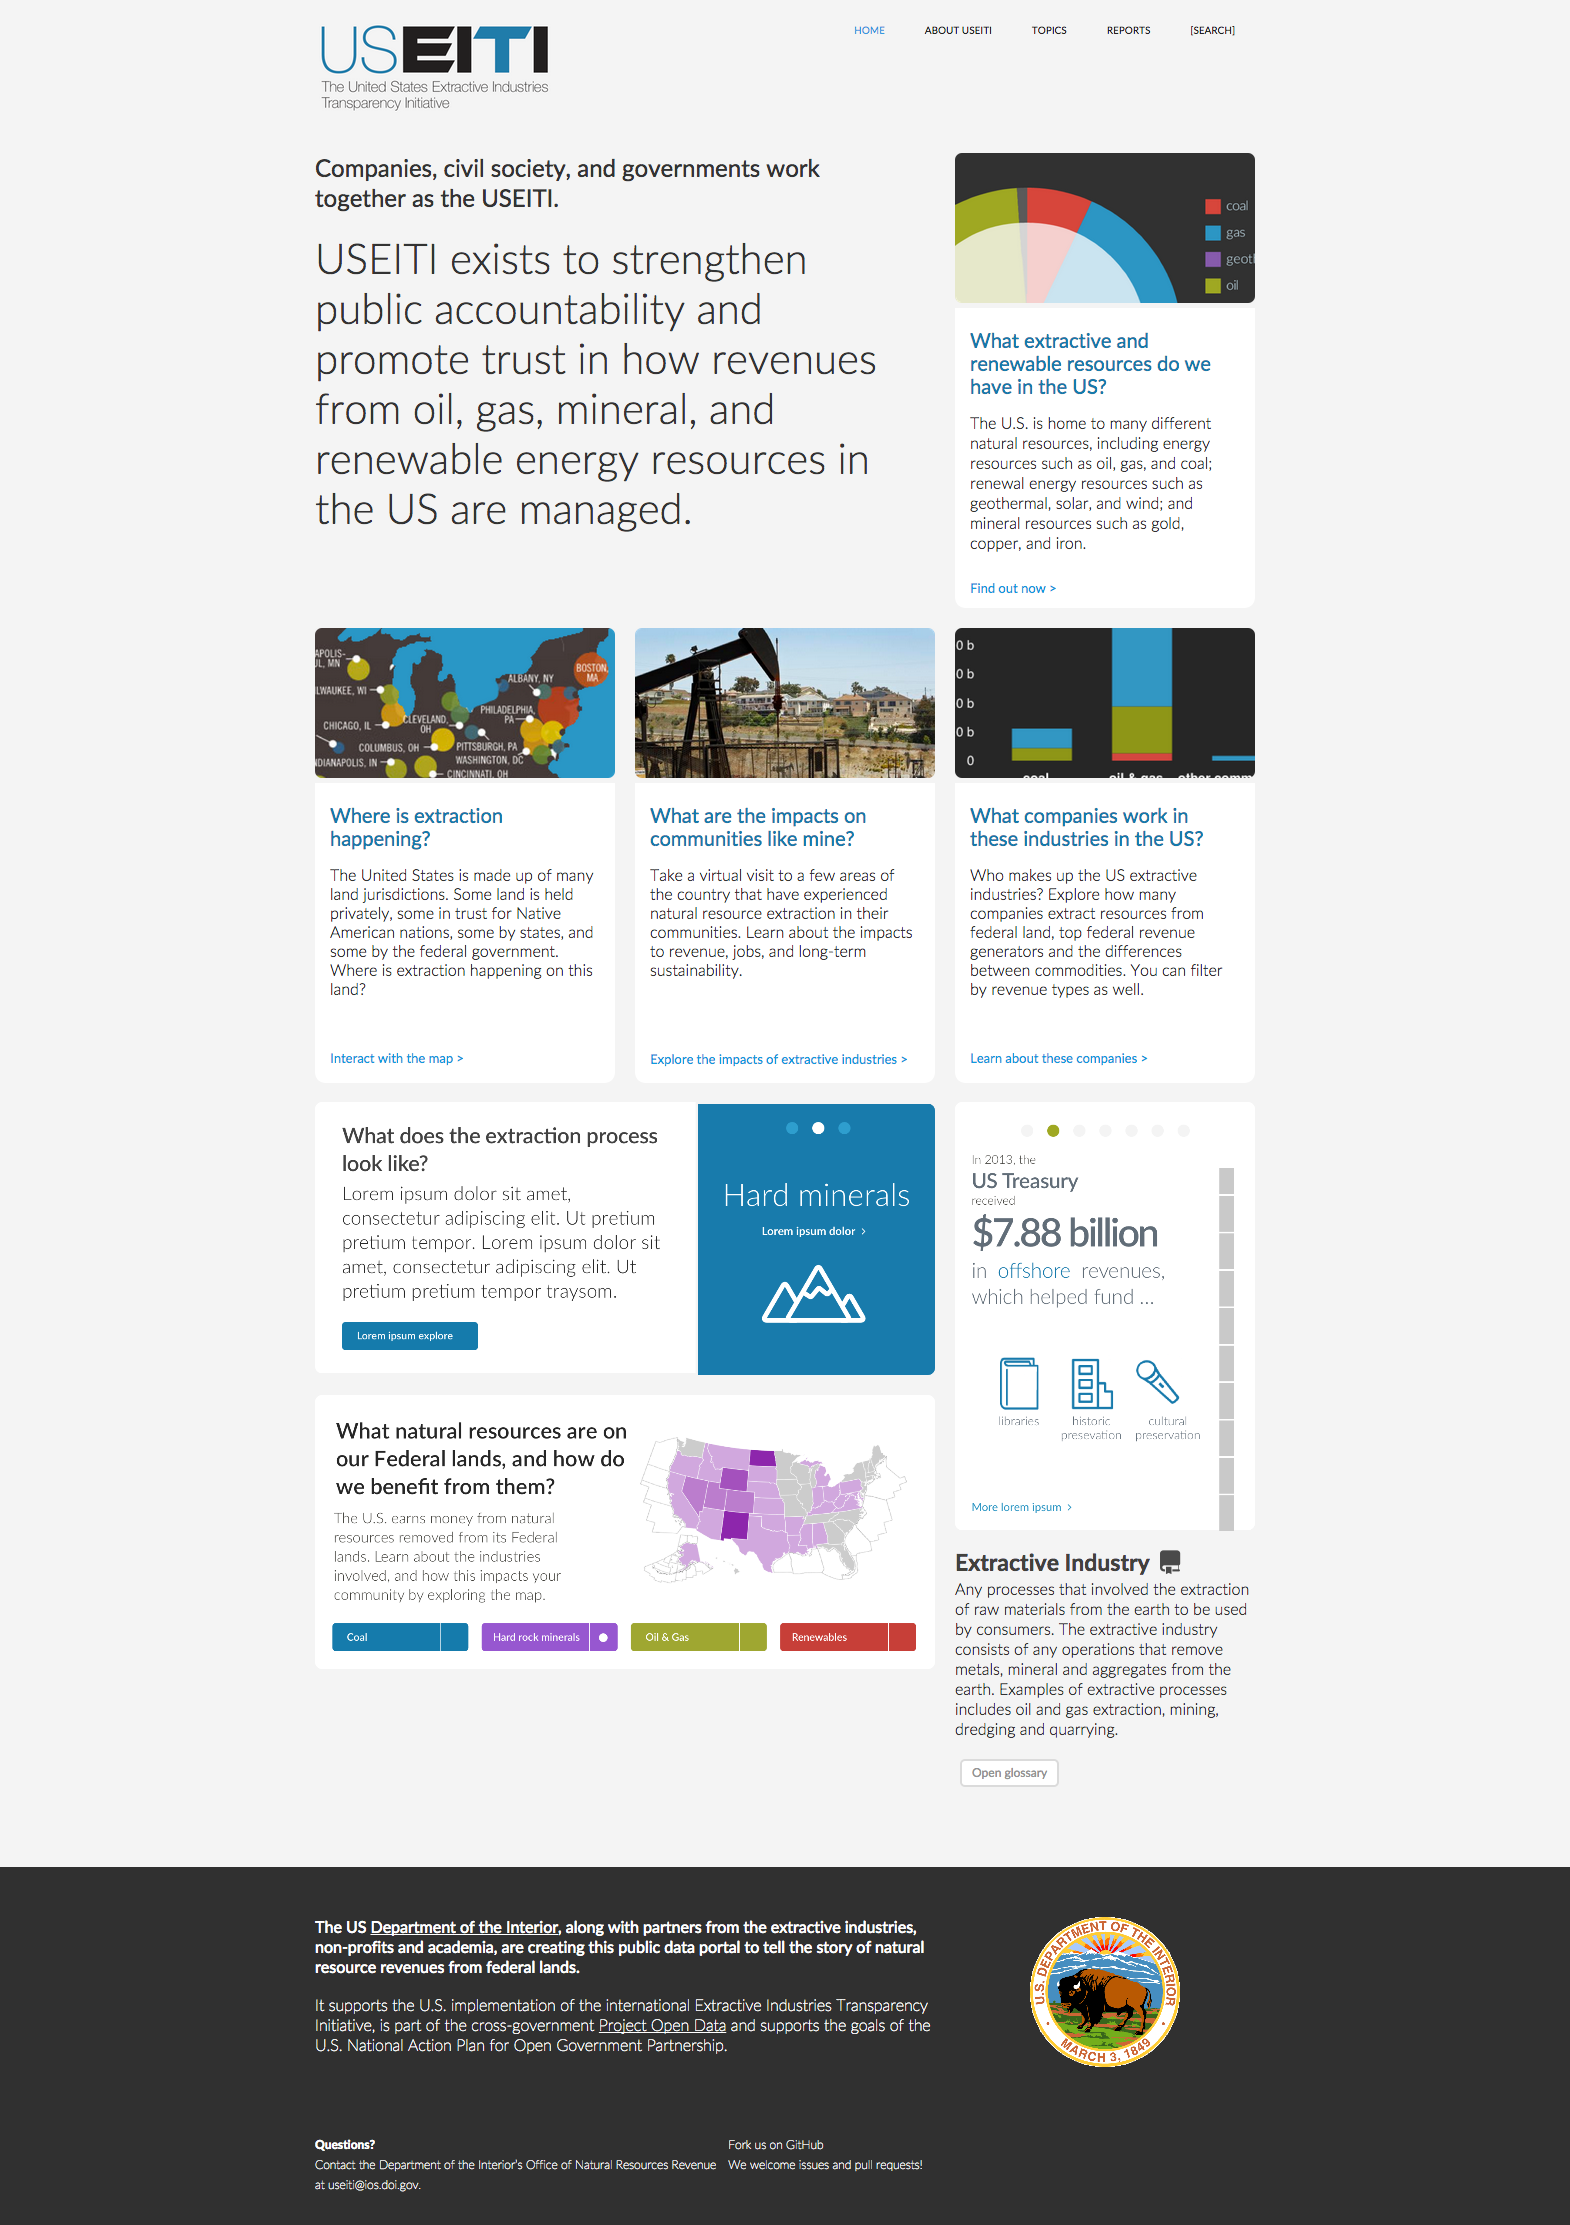 USEITI
The United States Extractive Industries
Transparency Initiative
HOME
ABOUT USEITI
TOPICS
REPORTS
[SEARCH]
Companies, civil society, and governments work
together as the USEITI.
USEITI exists to strengthen
public accountability and
promote trust in how revenues
from oil, gas, mineral, and
renewable energy resources in
the US are managed.
coal
gas
geotl
oil
What extractive and
renewable resources do we
have in the US?
The U.S. is home to many different
natural resources, including energy
resources such as oil, gas, and coal;
renewal energy resources such as
geothermal, solar, and wind; and
mineral resources such as gold,
copper, and iron.
Find out now >
APOLIS-
UL, MN
LWAUKEE, WI
CHICAGO, IL
COLUMBUS, OH
NDIANAPOLIS, IN
CLEVELAND,
OH
ALBANY, NY
PHILADELPHIA,
PA
PITTSBURGH, PA
WASHINGTON, DC
CINCINNATI, OH
BOSTON,
MA
0 b
0 b
0 b
0 b
0
coal
oil & gas
other comm
Where is extraction
happening?
The United States is made up of many
land jurisdictions. Some land is held
privately, some in trust for Native
American nations, some by states, and
some by the federal government.
Where is extraction happening on this
land?
Interact with the map >
What are the impacts on
communities like mine?
Take a virtual visit to a few areas of
the country that have experienced
natural resource extraction in their
communities. Learn about the impacts
to revenue, jobs, and long-term
sustainability.
Explore the impacts of extractive industries >
What companies work in
these industries in the US?
Who makes up the US extractive
industries? Explore how many
companies extract resources from
federal land, top federal revenue
generators and the differences
between commodities. You can filter
by revenue types as well.
Learn about these companies >
What does the extraction process
look like?
Lorem ipsum dolor sit amet,
consectetur adipiscing elit. Ut pretium
pretium tempor. Lorem ipsum dolor sit
amet, consectetur adipiscing elit. Ut
pretium pretium tempor traysom.
Lorem ipsum explore
Hard minerals
Lorem ipsum dolor >
In 2013, the
US Treasury
received
$7.88 billion
in offshore revenues,
which helped fund ...
libraries
historic
presevation
cultural
preservation
More lorem ipsum >
What natural resources are on
our Federal lands, and how do
we benefit from them?
The U.S. earns money from natural
resources removed from its Federal
lands. Learn about the industries
involved, and how this impacts your
community by exploring the map.
Coal
Hard rock minerals
Oil & Gas
Renewables
Extractive Industry
Any processes that involved the extraction
of raw materials from the earth to be used
by consumers. The extractive industry
consists of any operations that remove
metals, mineral and aggregates from the
earth. Examples of extractive processes
includes oil and gas extraction, mining,
dredging and quarrying.
Open glossary
The US Department of the Interior, along with partners from the extractive industries,
non-profits and academia, are creating this public data portal to tell the story of natural
resource revenues from federal lands.
It supports the U.S. implementation of the international Extractive Industries Transparency
Initiative, is part of the cross-government Project Open Data and supports the goals of the
U.S. National Action Plan for Open Government Partnership.
U.S. DEPARTMENT OF THE INTERIOR
MARCH 3, 1849
Questions?
Contact the Department of the Interior's Office of Natural Resources Revenue
at useiti@ios.doi.gov.
Fork us on GitHub
We welcome issues and pull requests!